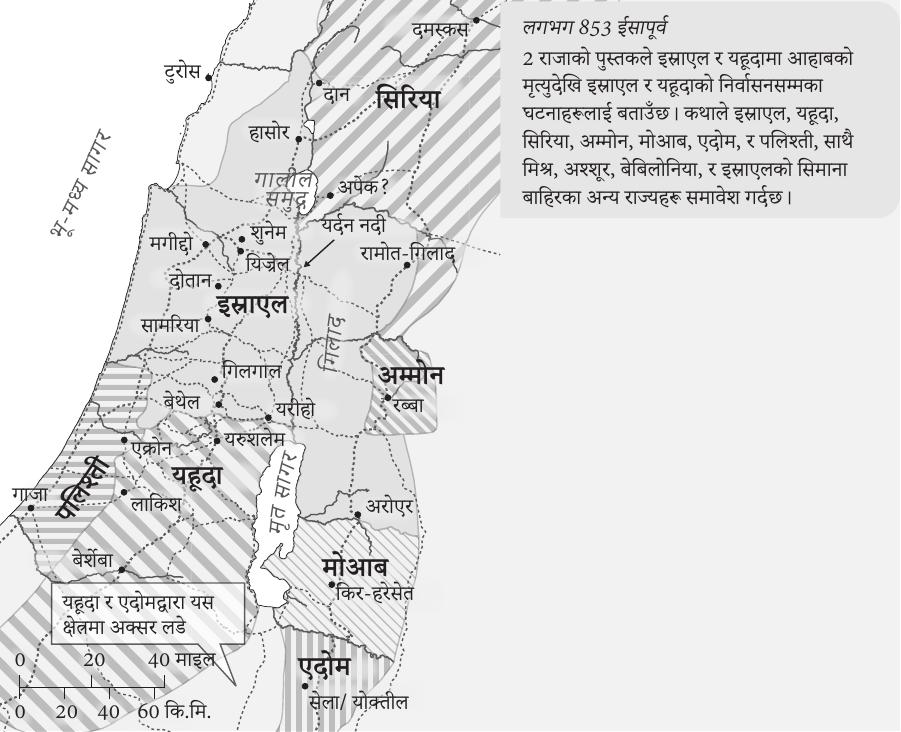 लगभग 853 ईसापूर्व
2 राजाको पुस्तकले इस्राएल र यहूदामा आहाबको
मृत्युदेखि इस्राएल र यहूदाको निर्वासनसम्मका
घटनाहरूलाई बताउँछ। कथाले इस्राएल, यहूदा,
सिरिया, अम्मोन, मोआब, एदोम, र पलिश्ती, साथै
मिश्र, अश्शूर, बेबिलोनिया, र इस्राएलको सिमाना
बाहिरका अन्य राज्यहरू समावेश गर्दछ।
दमस्कस
टुरोस
दान
सिरिया
हासोर
भू-मध्य सागर
गालील
समुद्र
अपेक?
शुनेम
यर्दन नदी
मगीद्दो
यिज्रेल
रामोत-गिलाद
दोतान
इस्राएल
सामरिया
गिलाद
गिलगाल
अम्मोन
बेथेल
यरीहो
रब्बा
एक्रोन
यरुशलेम
पलिश्ती
यहूदा
मृत सागर
गाजा
लाकिश
अरोएर
बेर्शेबा
मोआब
किर-हरेसेत
यहूदा र एदोमद्वारा यस
क्षेत्रमा अक्सर लडे
एदोम
सेला/ योक्तील
0 20 40 माइल
0 20 40 60 कि.मि.